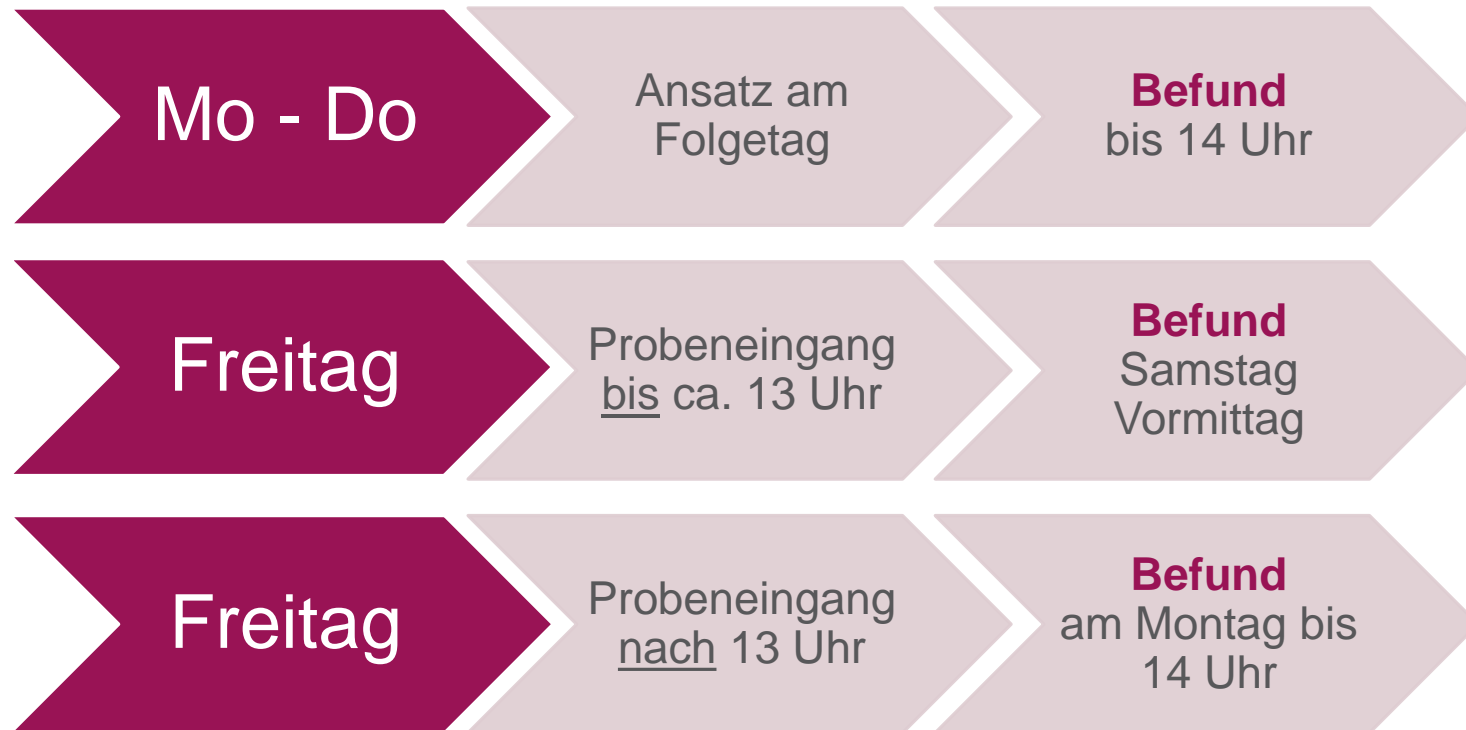 Mo - Do
Ansatz am
Folgetag
Befund
bis 14 Uhr
Freitag
Probeneingang
bis ca. 13 Uhr
Befund
Samstag
Vormittag
Freitag
Probeneingang
nach 13 Uhr
Befund
am Montag bis
14 Uhr